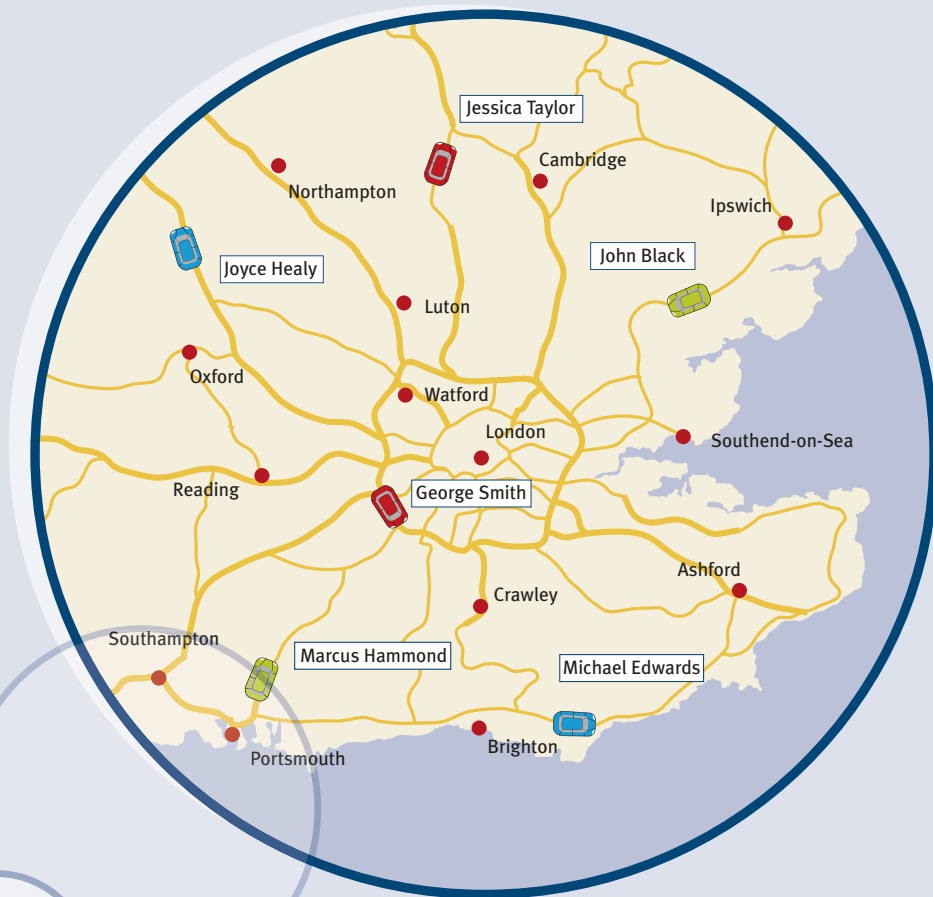 Jessica Taylor
Cambridge
Northampton
Ipswich
John Black
Joyce Healy
Luton
Oxford
Watford
London
Southend-on-Sea
Reading
George Smith
Ashford
Crawley
Southampton
Marcus Hammond
Michael Edwards
Brighton
Portsmouth